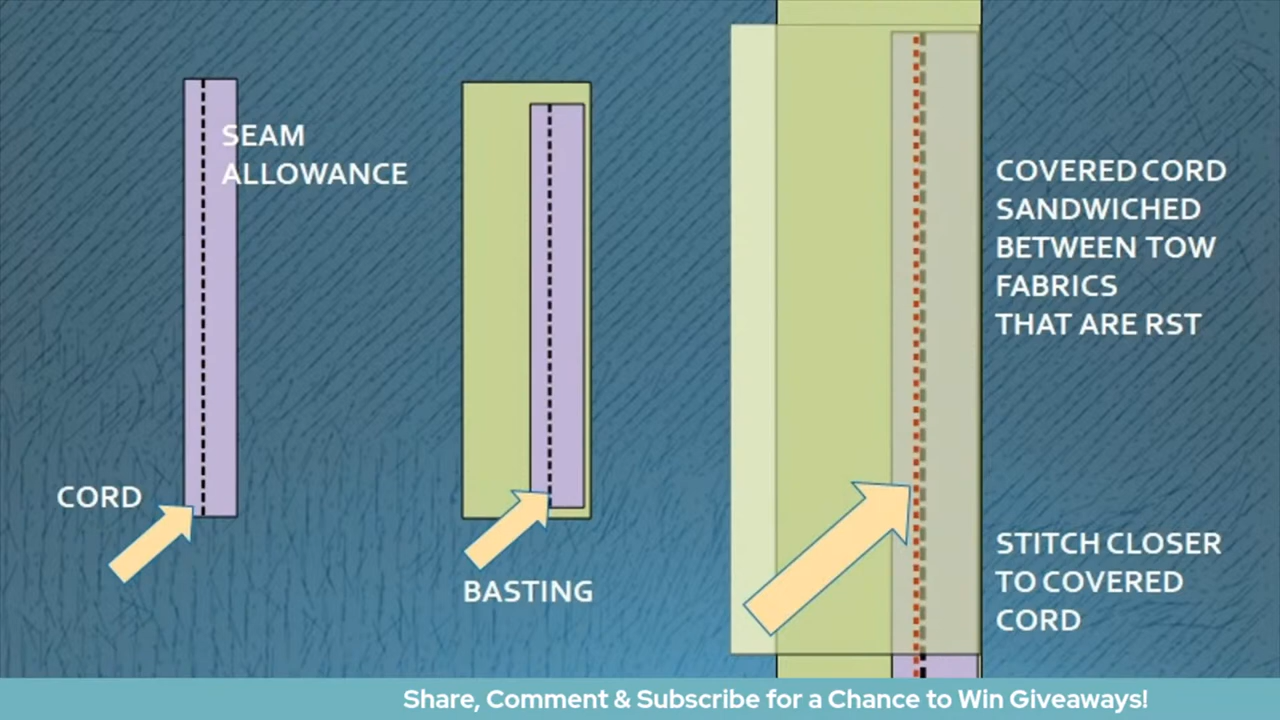 SEAM
ALLOWANCE
CORD
BASTING
COVERED CORD
SANDWICHED
BETWEEN TOW
FABRICS
THAT ARE RST
STITCH CLOSER
TO COVERED
CORD
Share, Comment & Subscribe for a Chance to Win Giveaways!